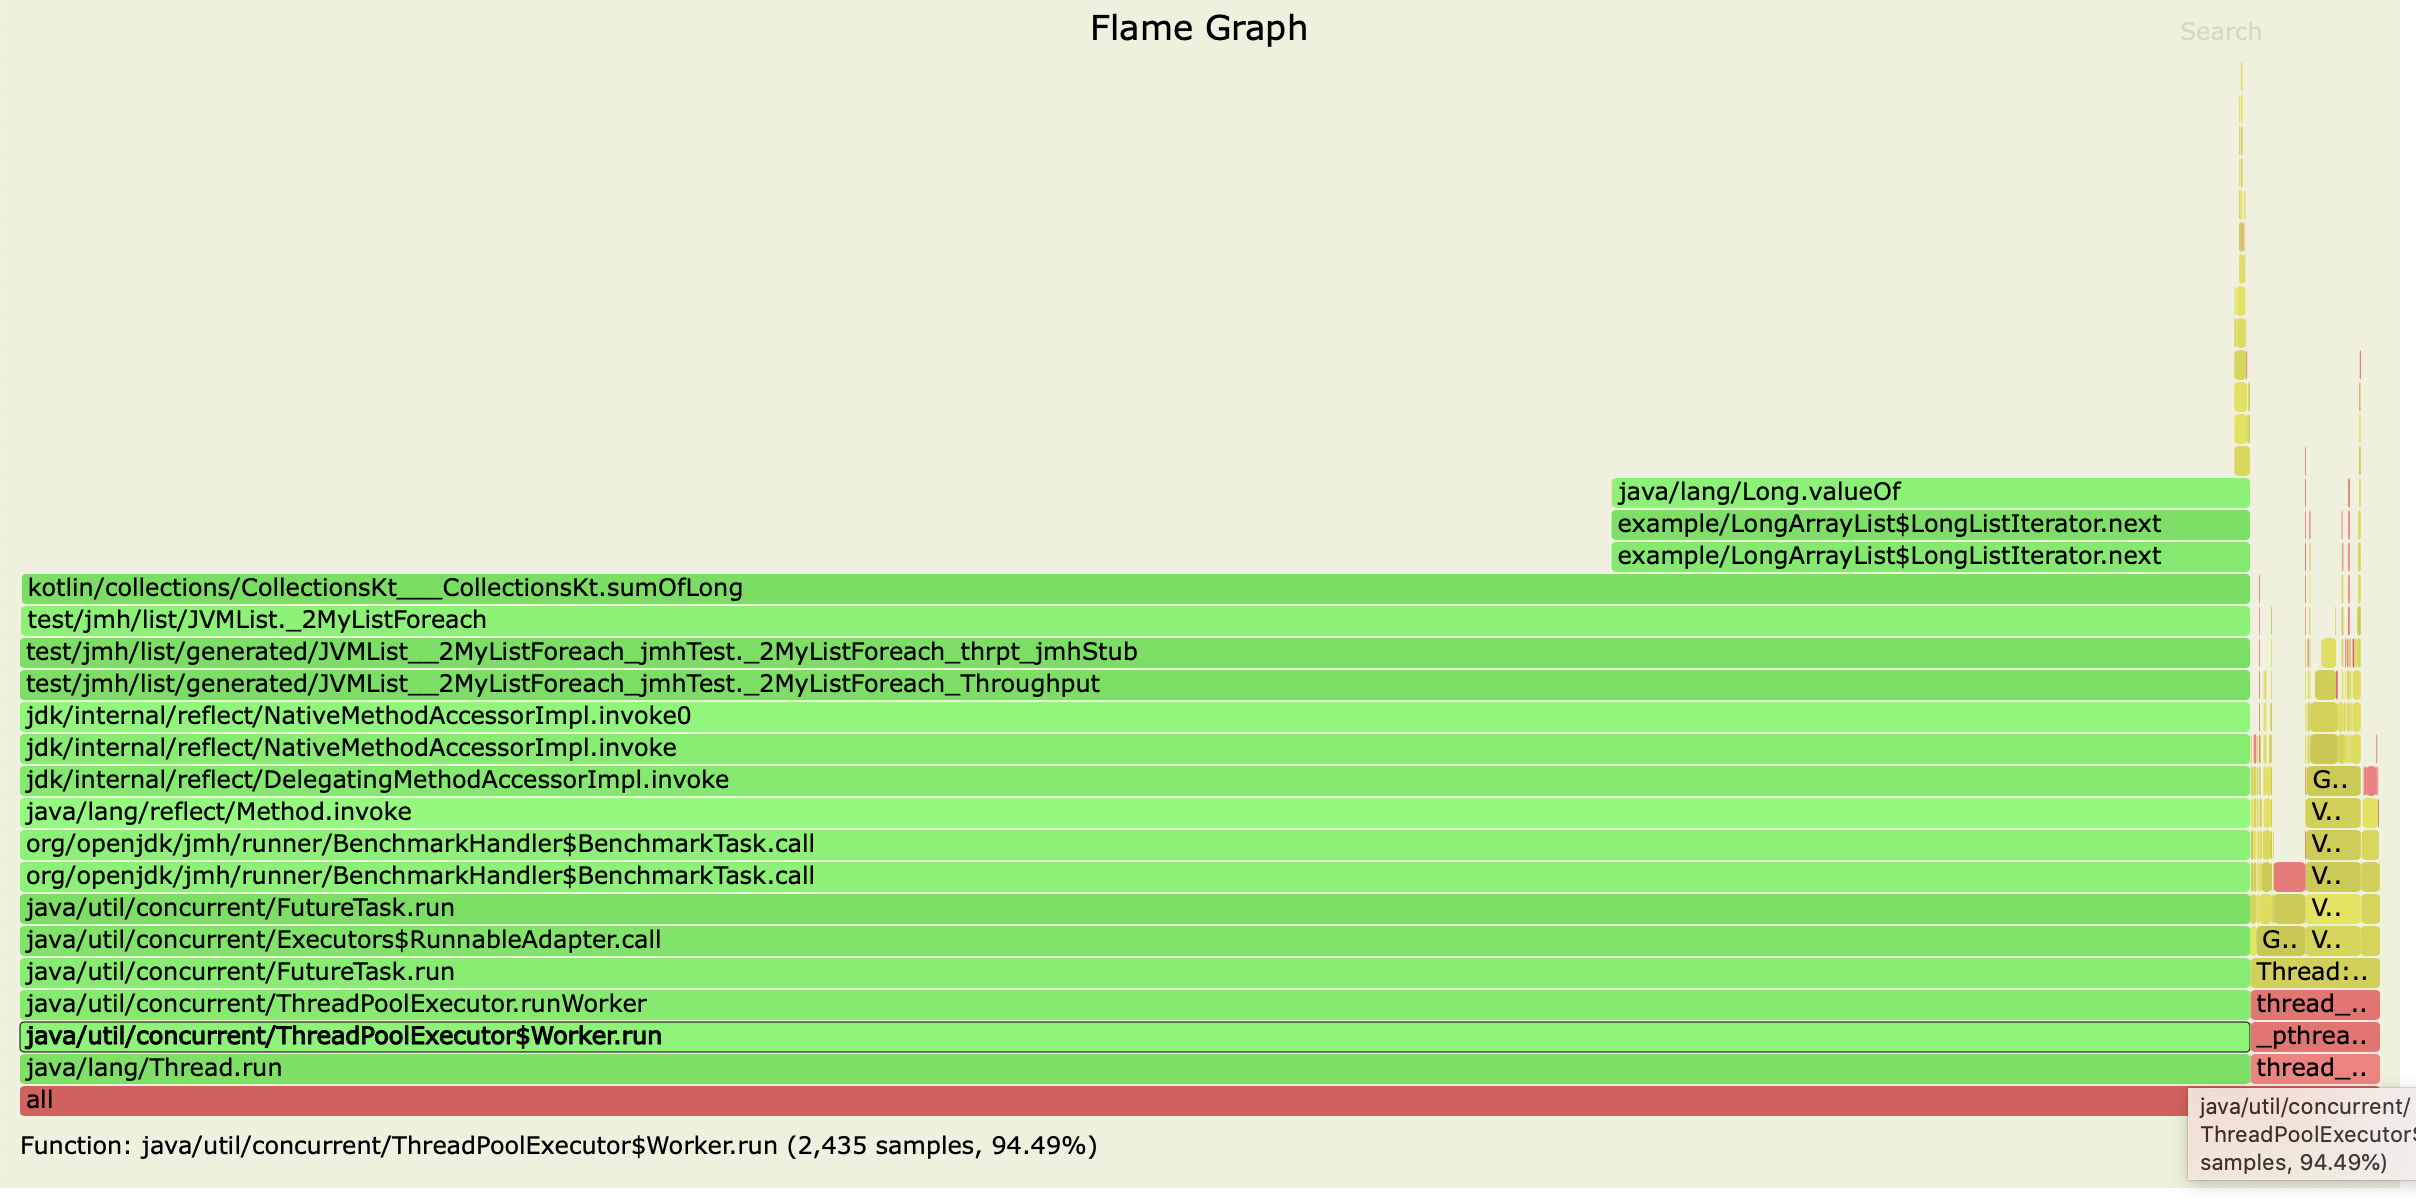 Flame Graph
Search
java/lang/Long.valueOf
example/LongArrayList$LongListIterator.next
example/LongArrayList$LongListIterator.next
kotlin/collections/CollectionsKt___CollectionsKt.sumOfLong
test/jmh/list/JVMList._2MyListForeach
test/jmh/list/generated/JVMList__2MyListForeach_jmhTest._2MyListForeach_thrpt_jmhStub
test/jmh/list/generated/JVMList__2MyListForeach_jmhTest._2MyListForeach_Throughput
jdk/internal/reflect/NativeMethodAccessorImpl.invoke0
jdk/internal/reflect/NativeMethodAccessorImpl.invoke
jdk/internal/reflect/DelegatingMethodAccessorImpl.invoke G..
java/lang/reflect/Method.invoke V..
org/openjdk/jmh/runner/BenchmarkHandler$BenchmarkTask.call V..
org/openjdk/jmh/runner/BenchmarkHandler$BenchmarkTask.call V..
java/util/concurrent/FutureTask.run V..
java/util/concurrent/Executors$RunnableAdapter.call G.. V..
java/util/concurrent/FutureTask.run Thread:..
java/util/concurrent/ThreadPoolExecutor.runWorker thread_..
java/util/concurrent/ThreadPoolExecutor$Worker.run _pthrea..
java/lang/Thread.run thread_..
all
Function: java/util/concurrent/ThreadPoolExecutor$Worker.run (2,435 samples, 94.49%)
java/util/concurrent/
ThreadPoolExecutor$
samples, 94.49%)